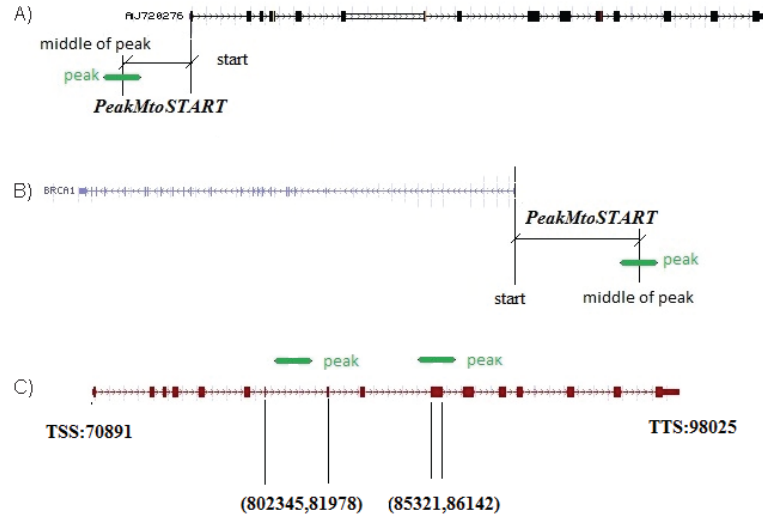 A) AJ720276
middle of peak
start
peak
PeakMtoSTART
B) BRCA1
PeakMtoSTART
peak
start
middle of peak
peak peak
C)
TSS:70891 TTS:98025
(802345,81978) (85321,86142)